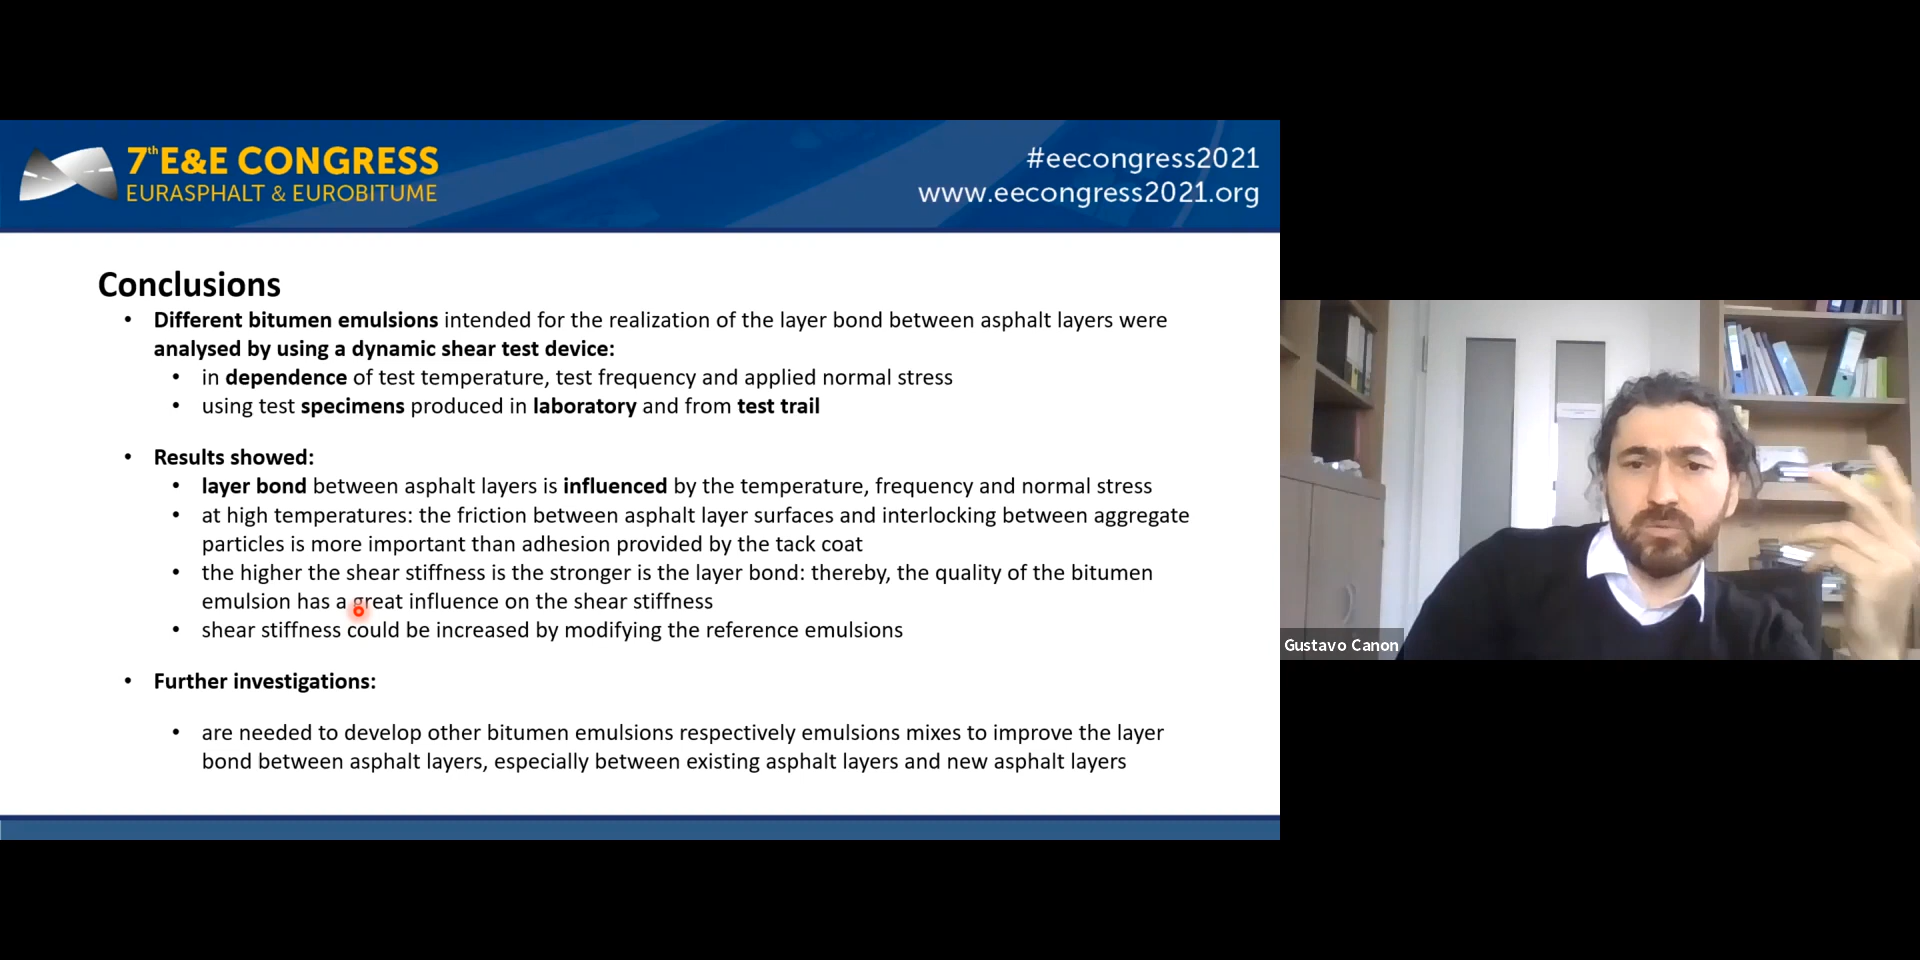 7th E&E CONGRESS
EURASPHALT & EUROBITUME
#eecongress2021
www.eecongress2021.org
Conclusions
• Different bitumen emulsions intended for the realization of the layer bond between asphalt layers were
analysed by using a dynamic shear test device:
• in dependence of test temperature, test frequency and applied normal stress
• using test specimens produced in laboratory and from test trail
• Results showed:
• layer bond between asphalt layers is influenced by the temperature, frequency and normal stress
• at high temperatures: the friction between asphalt layer surfaces and interlocking between aggregate
particles is more important than adhesion provided by the tack coat
• the higher the shear stiffness is the stronger is the layer bond: thereby, the quality of the bitumen
emulsion has a great influence on the shear stiffness
• shear stiffness could be increased by modifying the reference emulsions
• Further investigations:
• are needed to develop other bitumen emulsions respectively emulsions mixes to improve the layer
bond between asphalt layers, especially between existing asphalt layers and new asphalt layers
Gustavo Canon